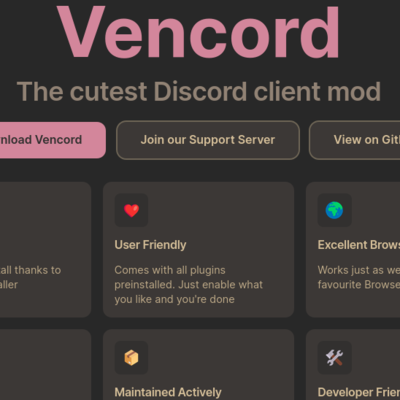 Vencord
The cutest Discord client mod
nload Vencord
Join our Support Server
View on Git
User Friendly
Excellent Brows
all thanks to
aller
Comes with all plugins
preinstalled. Just enable what
you like and you're done
Works just as we
favourite Browse
Maintained Actively
Developer Frien